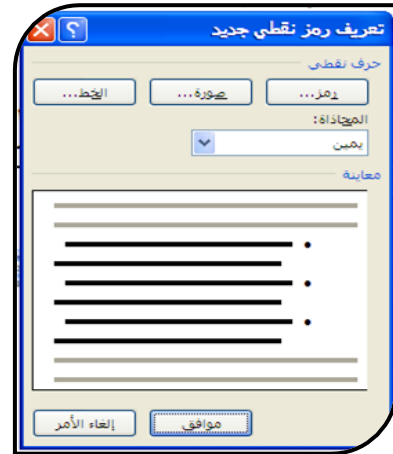 تعريف رمز نقطي جديد
حرف نقطي
رمز... صورة... الخط...
المحاذاة:
يمين
معاينة
موافق إلغاء الأمر